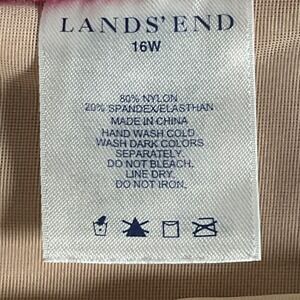 LANDS' END
16W
80% NYLON
20% SPANDEX/ELASTHAN
MADE IN CHINA
HAND WASH COLD
WASH DARK COLORS
SEPARATELY.
DO NOT BLEACH.
LINE DRY.
DO NOT IRON.